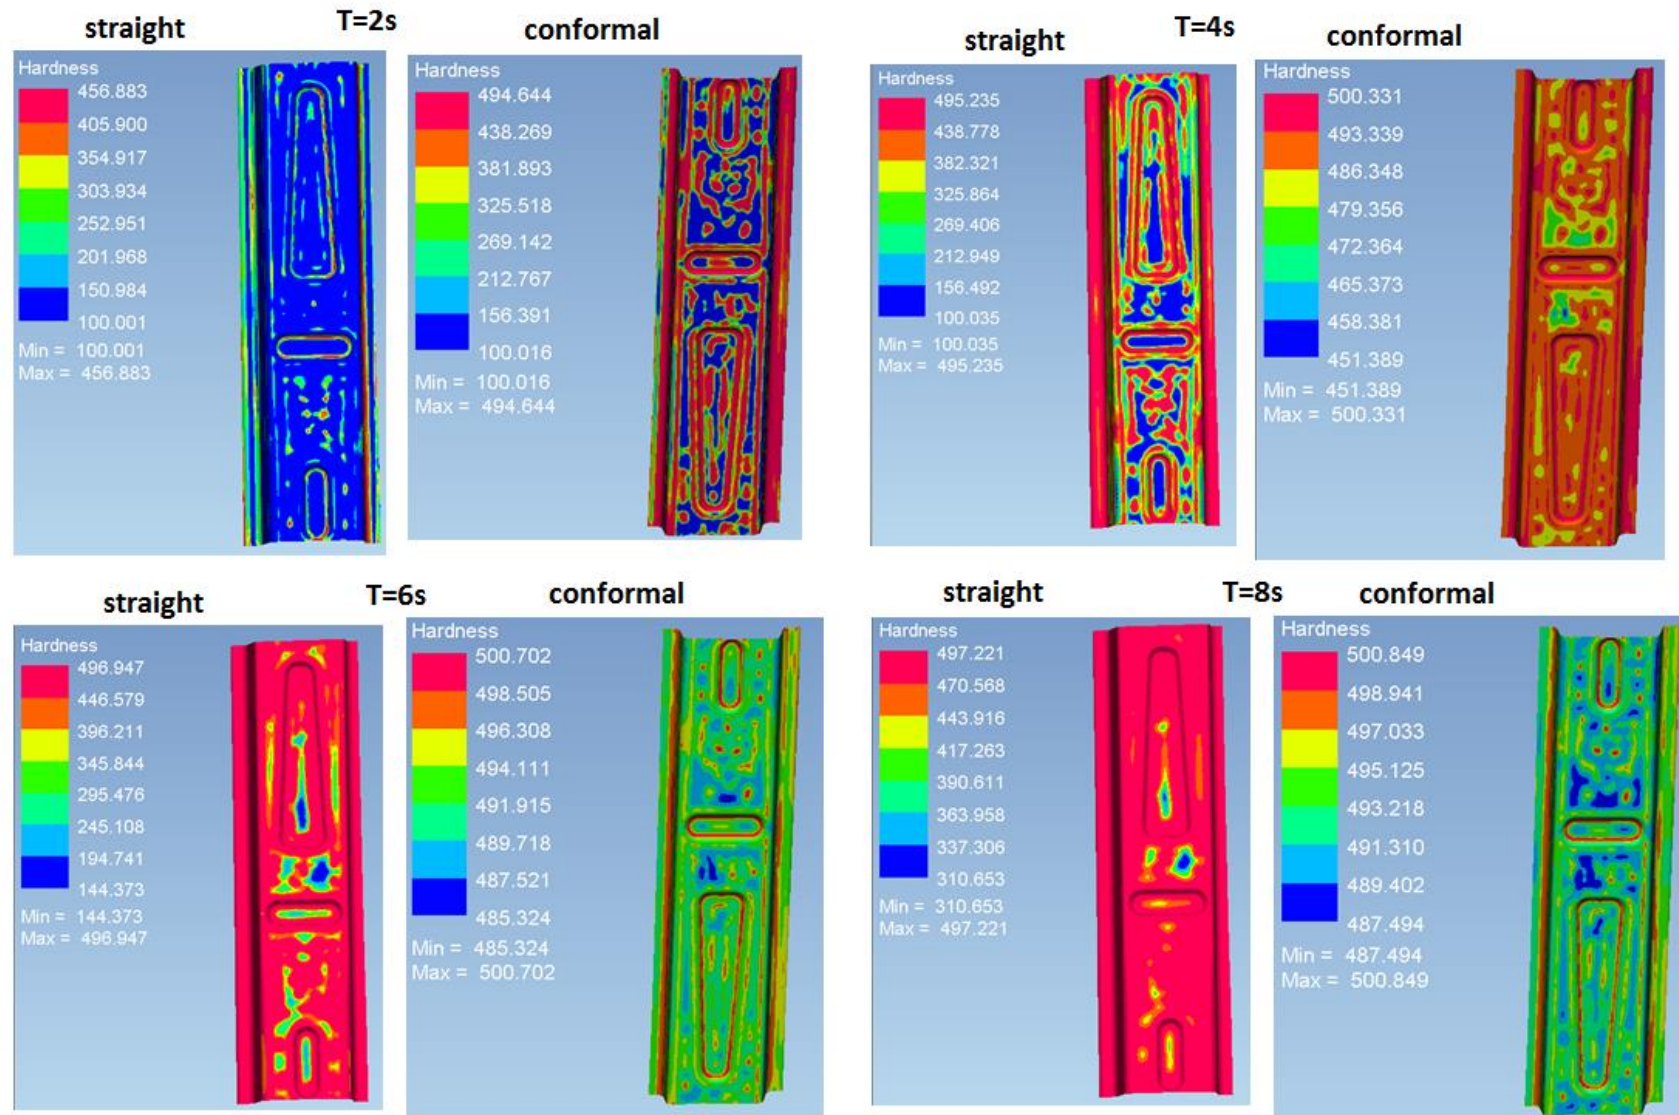 straight
T=2s
conformal
Hardness
456.883
405.900
354.917
303.934
252.951
201.968
150.984
100.001
Min = 100.001
Max = 456.883
Hardness
494.644
438.269
381.893
325.518
269.142
212.767
156.391
100.016
Min = 100.016
Max = 494.644
straight
T=4s
conformal
Hardness
495.235
438.778
382.321
325.864
269.406
212.949
156.492
100.035
Min = 100.035
Max = 495.235
Hardness
500.331
493.339
486.348
479.356
472.364
465.373
458.381
451.389
Min = 451.389
Max = 500.331
straight
T=6s
conformal
Hardness
496.947
446.579
396.211
345.844
295.476
245.108
194.741
144.373
Min = 144.373
Max = 496.947
Hardness
500.702
498.505
496.308
494.111
491.915
489.718
487.521
485.324
Min = 485.324
Max = 500.702
straight
T=8s
conformal
Hardness
497.221
470.568
443.916
417.263
390.611
363.958
337.306
310.653
Min = 310.653
Max = 497.221
Hardness
500.849
498.941
497.033
495.125
493.218
491.310
489.402
487.494
Min = 487.494
Max = 500.849